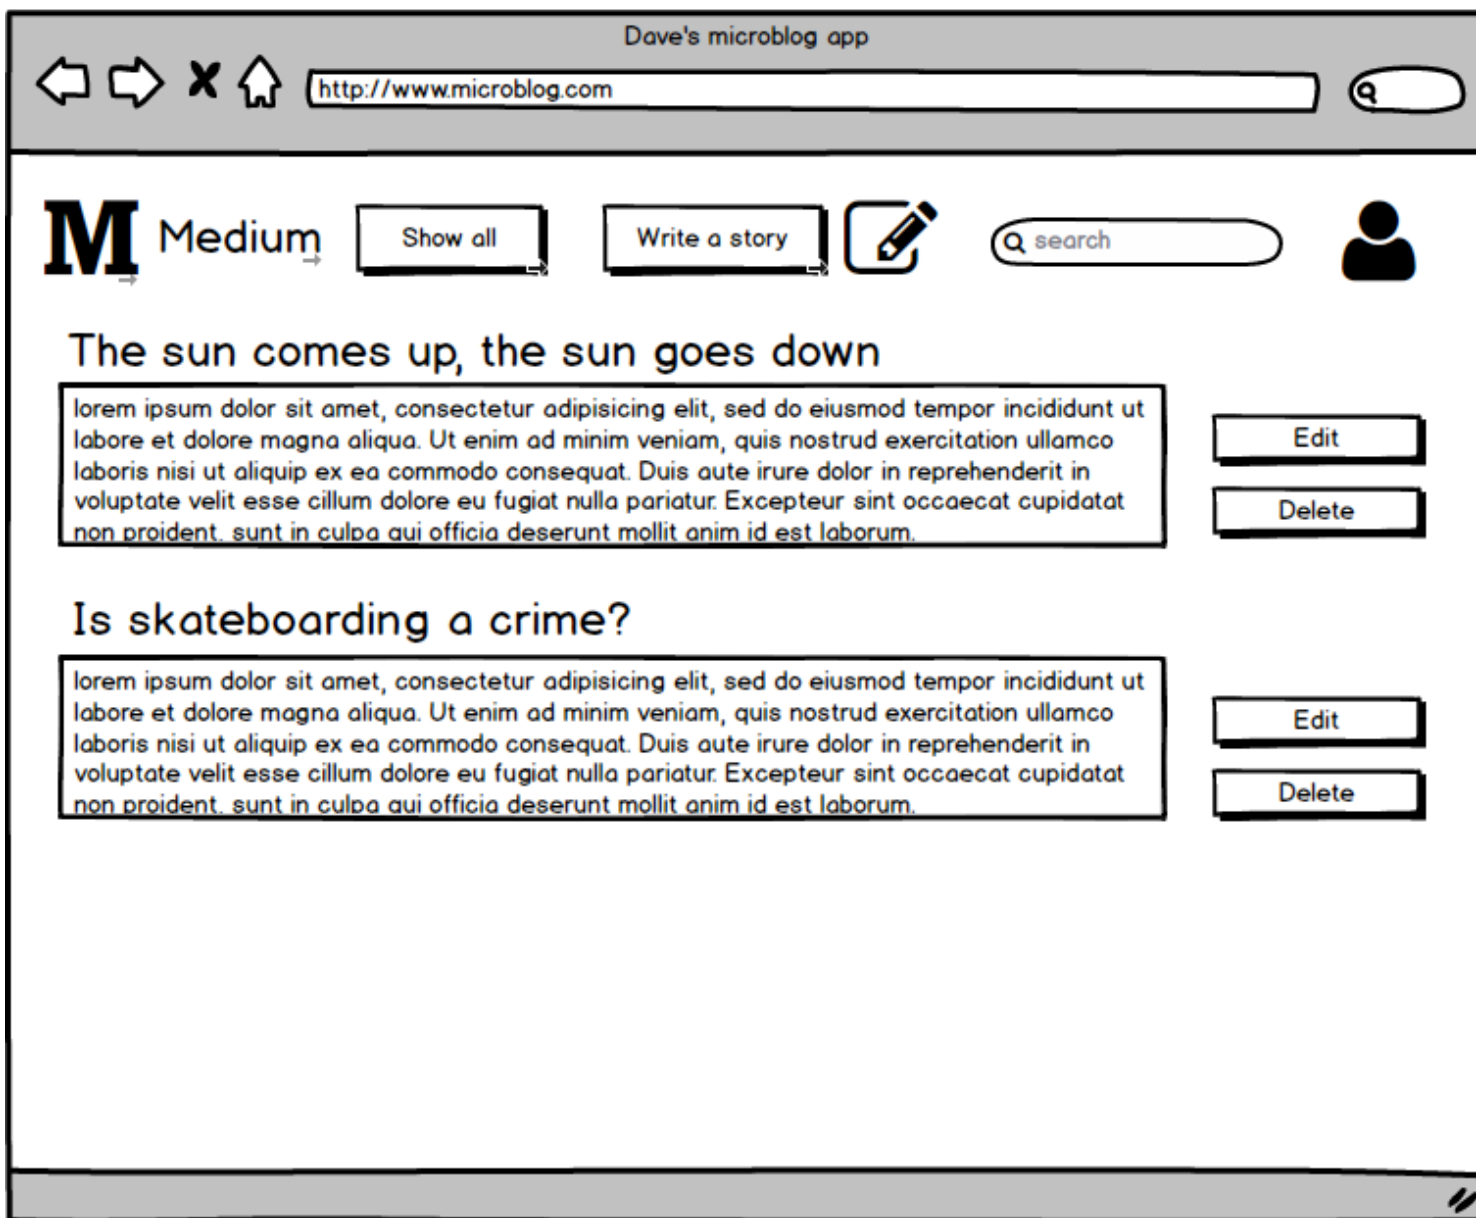 Dave's microblog app
http://www.microblog.com
M Medium Show all Write a story search
The sun comes up, the sun goes down
lorem ipsum dolor sit amet, consectetur adipisicing elit, sed do eiusmod tempor incididunt ut
labore et dolore magna aliqua. Ut enim ad minim veniam, quis nostrud exercitation ullamco
laboris nisi ut aliquip ex ea commodo consequat. Duis aute irure dolor in reprehenderit in
voluptate velit esse cillum dolore eu fugiat nulla pariatur. Excepteur sint occaecat cupidatat
non proident, sunt in culpa qui officia deserunt mollit anim id est laborum.
Edit
Delete
Is skateboarding a crime?
lorem ipsum dolor sit amet, consectetur adipisicing elit, sed do eiusmod tempor incididunt ut
labore et dolore magna aliqua. Ut enim ad minim veniam, quis nostrud exercitation ullamco
laboris nisi ut aliquip ex ea commodo consequat. Duis aute irure dolor in reprehenderit in
voluptate velit esse cillum dolore eu fugiat nulla pariatur. Excepteur sint occaecat cupidatat
non proident, sunt in culpa qui officia deserunt mollit anim id est laborum.
Edit
Delete